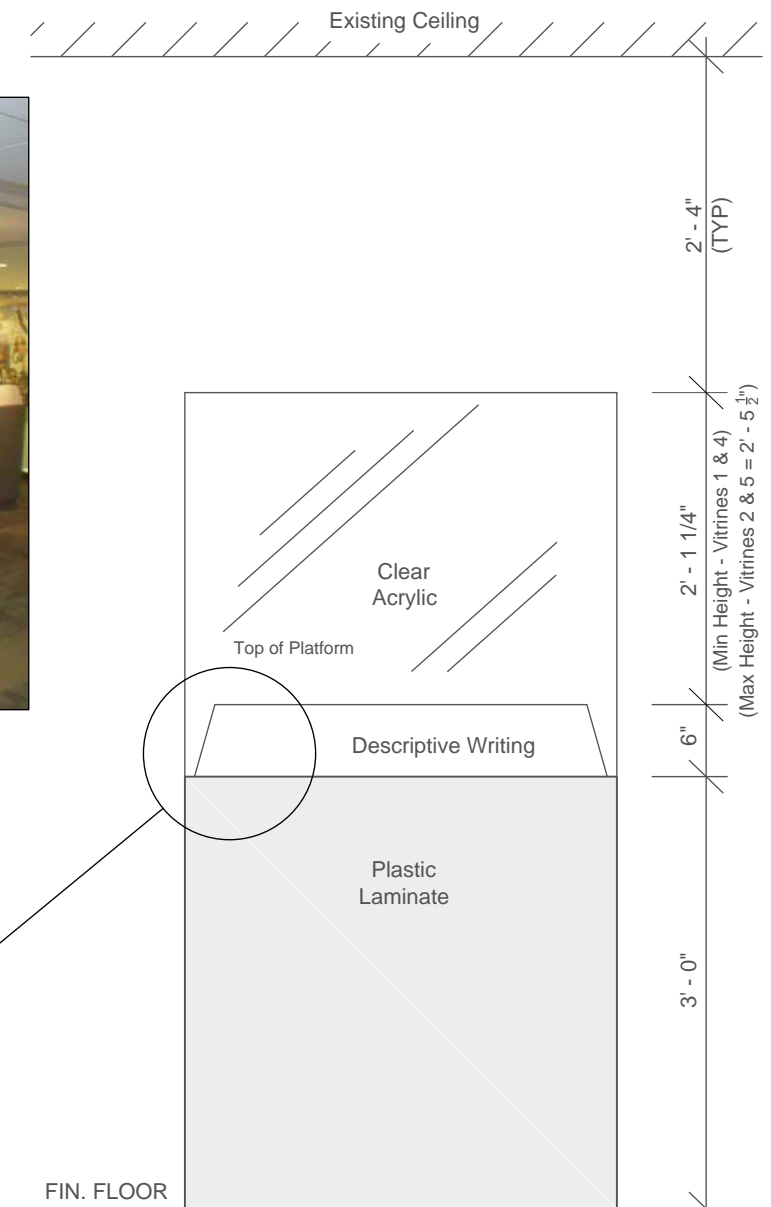 Existing Ceiling
2' - 4"
(TYP)
2' - 1 1/4"
(Min Height - Vitrines 1 & 4)
(Max Height - Vitrines 2 & 5 = 2' - 5 ½")
Clear
Acrylic
Top of Platform
Descriptive Writing
6"
Plastic
Laminate
3' - 0"
FIN. FLOOR